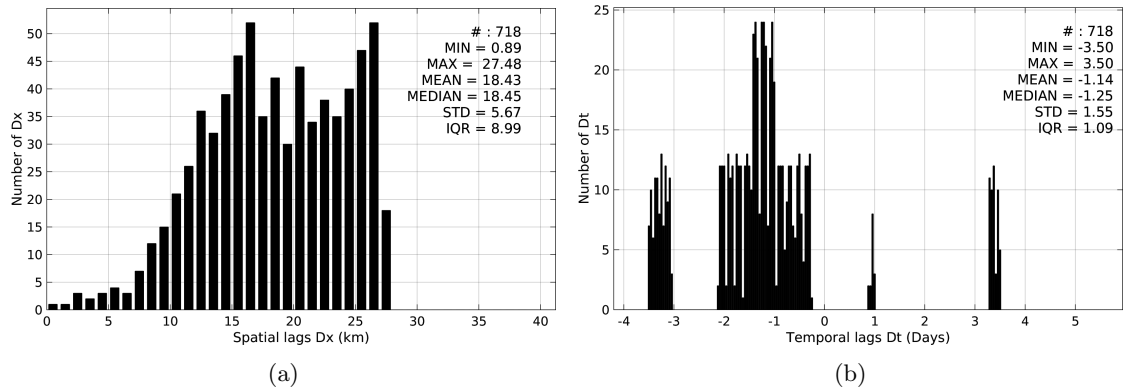 50
45
40
35
30
25
20
15
10
5
0
Number of Dx
# : 718
MIN = 0.89
MAX = 27.48
MEAN = 18.43
MEDIAN = 18.45
STD = 5.67
IQR = 8.99
0 5 10 15 20 25 30 35 40
Spatial lags Dx (km)
(a)
25
20
15
10
5
0
Number of Dt
# : 718
MIN = -3.50
MAX = 3.50
MEAN = -1.14
MEDIAN = -1.25
STD = 1.55
IQR = 1.09
-4 -3 -2 -1 0 1 2 3 4 5
Temporal lags Dt (Days)
(b)